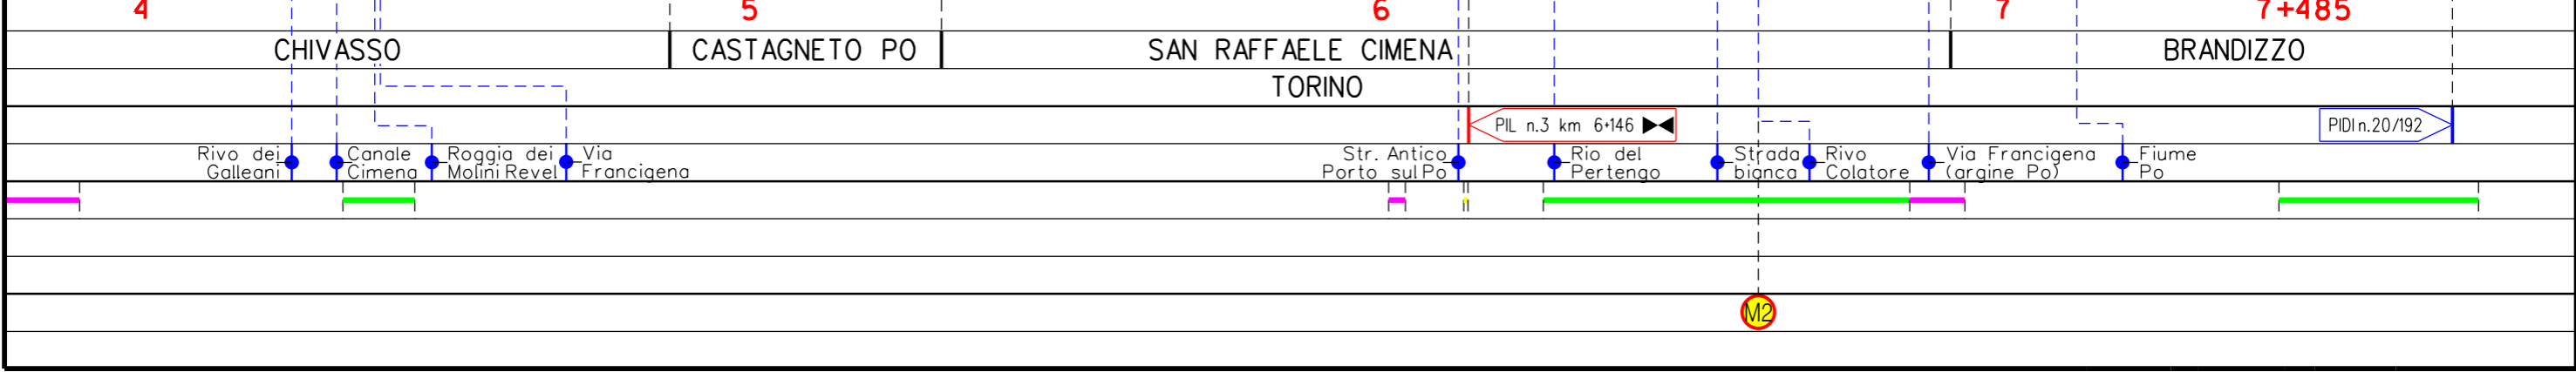 4 5 6 7 7+485
CHIVASSO CASTAGNETO PO SAN RAFFAELE CIMENA BRANDIZZO
TORINO
PIL n.3 km 6+146 PIDI n.20/192
Rivo dei
Galleani
Canale
Cimena
Roggia dei
Molini Revel
Via
Francigena
Str. Antico
Porto sul Po
Rio del
Pertengo
Strada
bianca
Rivo
Colatore
Via Francigena
(argine Po)
Fiume
Po
M2